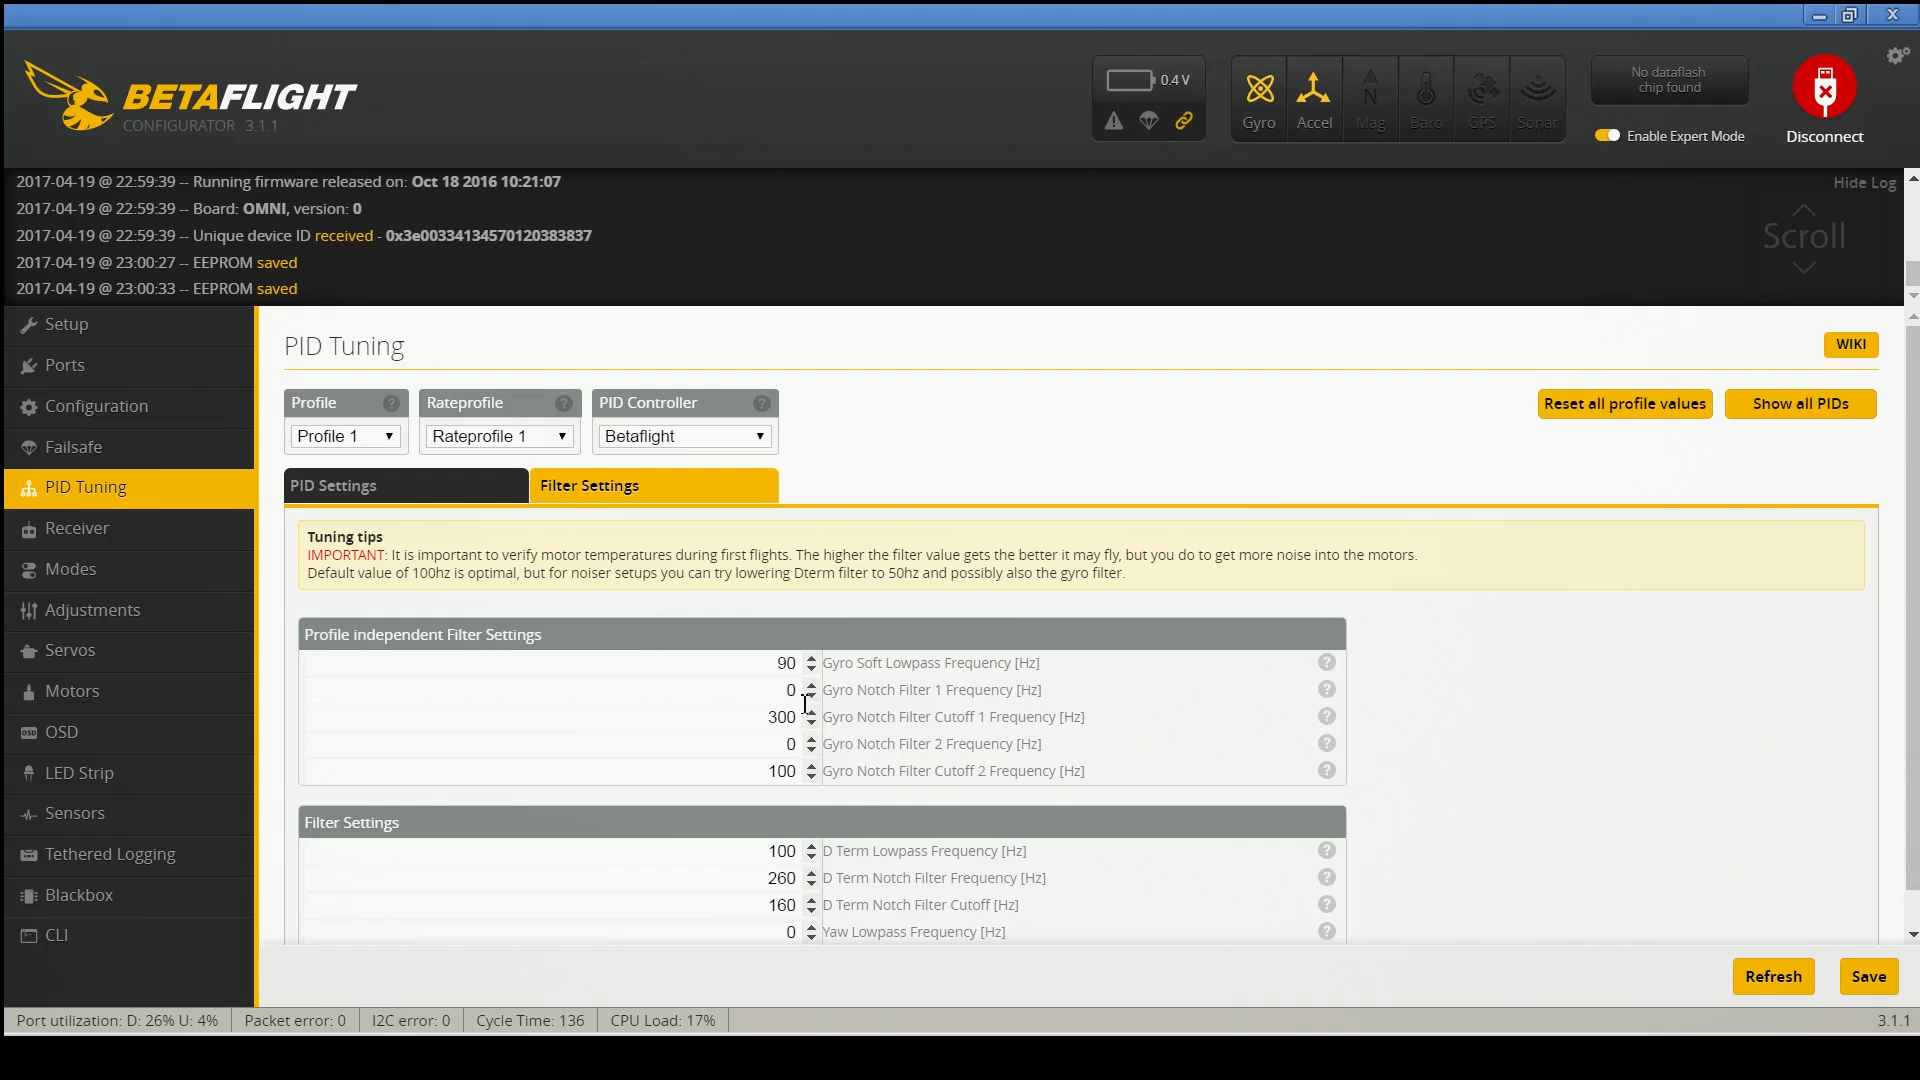 BETAFLIGHT
CONFIGURATOR 3.1.1
0.4 V
Gyro
Accel
Mag
Baro
GPS
Sonar
No dataflash
chip found
Enable Expert Mode
Disconnect
2017-04-19 @ 22:59:39 -- Running firmware released on: Oct 18 2016 10:21:07
2017-04-19 @ 22:59:39 -- Board: OMNI, version: 0
2017-04-19 @ 22:59:39 -- Unique device ID received - 0x3e00334134570120383837
2017-04-19 @ 23:00:27 -- EEPROM saved
2017-04-19 @ 23:00:33 -- EEPROM saved
Hide Log
Scroll
Setup
Ports
Configuration
Failsafe
PID Tuning
Receiver
Modes
Adjustments
Servos
Motors
OSD
LED Strip
Sensors
Tethered Logging
Blackbox
CLI
PID Tuning
WIKI
Profile
Rateprofile
PID Controller
Profile 1
Rateprofile 1
Betaflight
Reset all profile values
Show all PIDs
PID Settings
Filter Settings
Tuning tips
IMPORTANT: It is important to verify motor temperatures during first flights. The higher the filter value gets the better it may fly, but you do to get more noise into the motors.
Default value of 100hz is optimal, but for noiser setups you can try lowering Dterm filter to 50hz and possibly also the gyro filter.
Profile independent Filter Settings
90 Gyro Soft Lowpass Frequency [Hz]
0 Gyro Notch Filter 1 Frequency [Hz]
300 Gyro Notch Filter Cutoff 1 Frequency [Hz]
0 Gyro Notch Filter 2 Frequency [Hz]
100 Gyro Notch Filter Cutoff 2 Frequency [Hz]
Filter Settings
100 D Term Lowpass Frequency [Hz]
260 D Term Notch Filter Frequency [Hz]
160 D Term Notch Filter Cutoff [Hz]
0 Yaw Lowpass Frequency [Hz]
Refresh
Save
Port utilization: D: 26% U: 4%
Packet error: 0
I2C error: 0
Cycle Time: 136
CPU Load: 17%
3.1.1